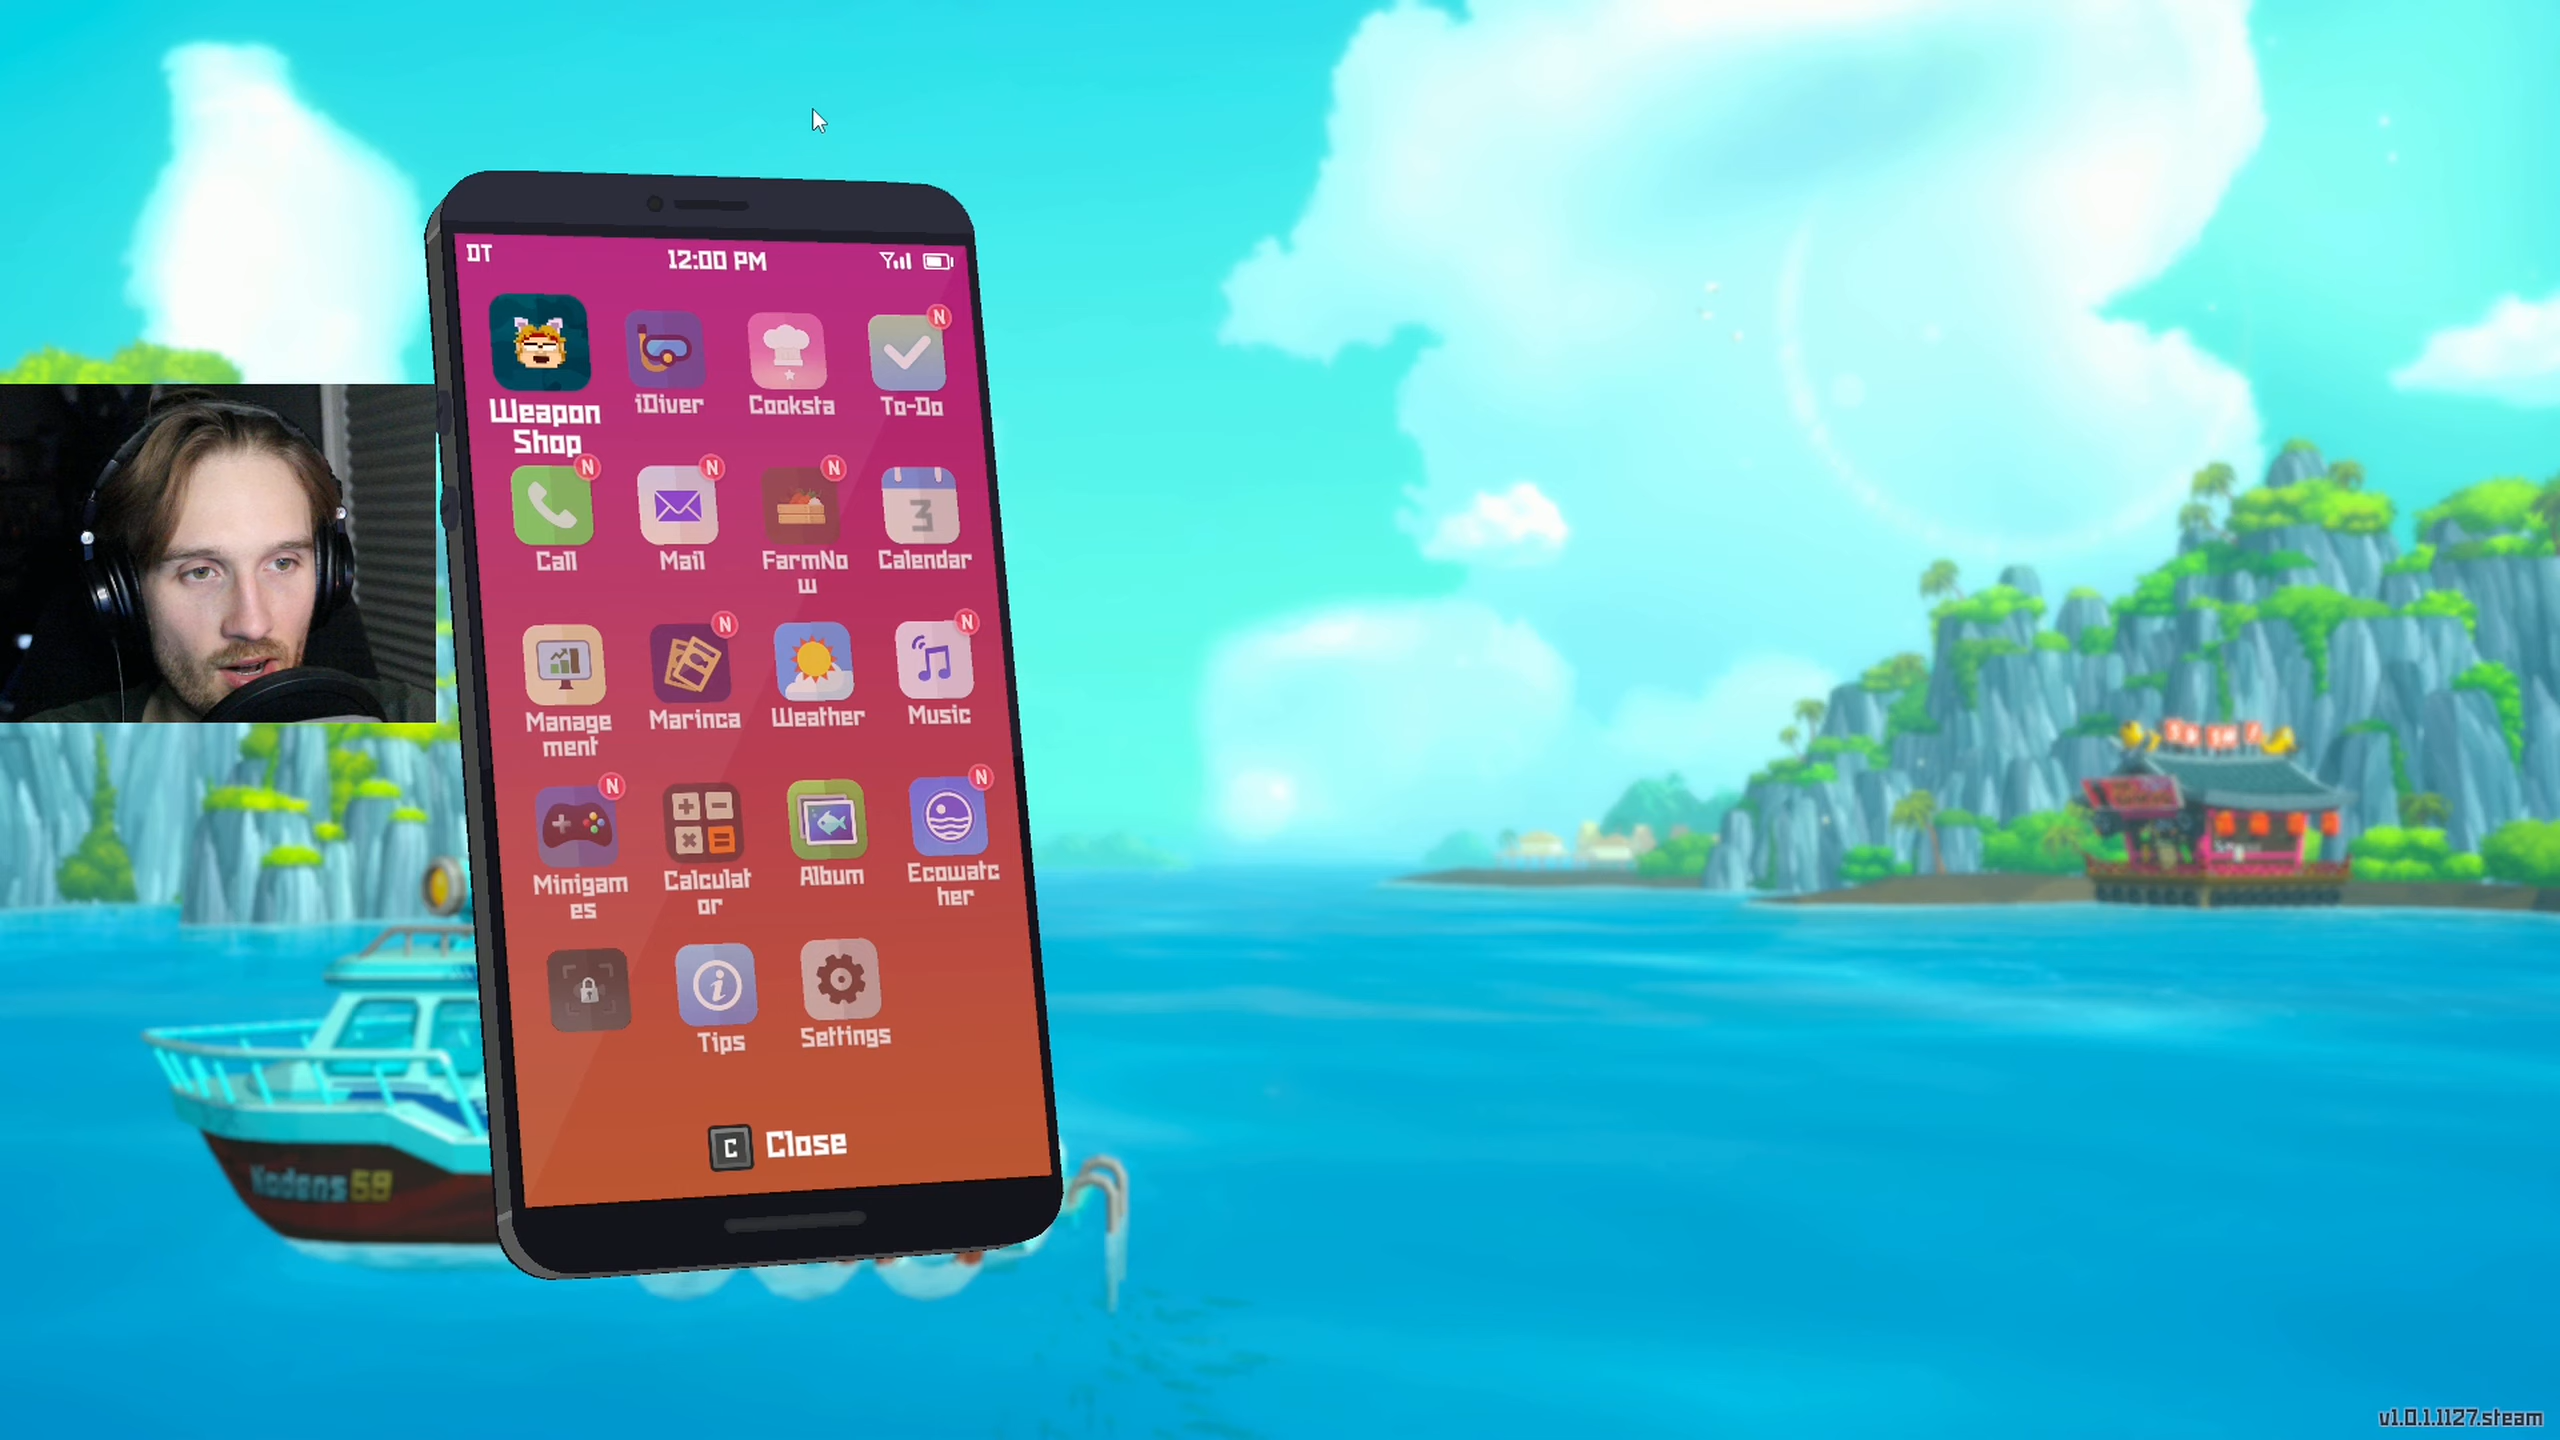 DT
12:00 PM
Weapon
Shop
iDiver
Cooksta
N
To-Do
N
Call
N
Mail
N
FarmNo
w
3
Calendar
Manage
ment
N
Marinca
Weather
N
Music
N
Minigam
es
Calculat
or
Album
N
Ecowatc
her
Tips
Settings
C Close
v1.0.1.1127.steam